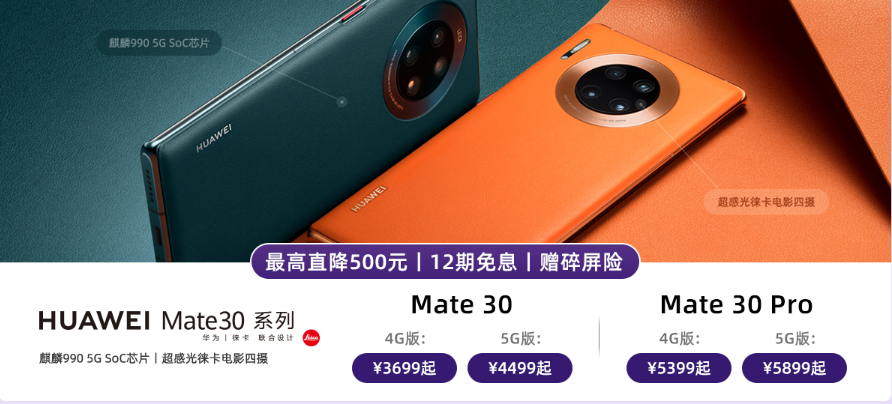 麒麟990 5G SoC芯片
HUAWEI
HUAWEI
超感光徕卡电影四摄
最高直降500元丨12期免息丨赠碎屏险
HUAWEI Mate30 系列
华为丨徕卡 联合设计
Leica
麒麟990 5G SoC芯片丨超感光徕卡电影四摄
Mate 30
4G版: 5G版:
¥3699起 ¥4499起
Mate 30 Pro
4G版: 5G版:
¥5399起 ¥5899起